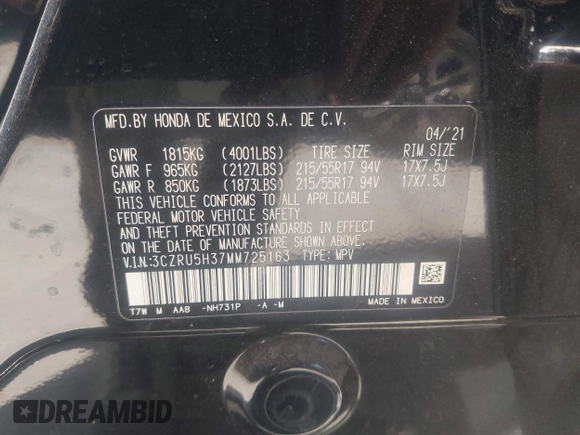 MFD.BY HONDA DE MEXICO S.A. DE C.V.
04/'21
GVWR 1815KG (4001LBS) TIRE SIZE RIM SIZE
GAWR F 965KG (2127LBS) 215/55R17 94V 17X7.5J
GAWR R 850KG (1873LBS) 215/55R17 94V 17X7.5J
THIS VEHICLE CONFORMS TO ALL APPLICABLE
FEDERAL MOTOR VEHICLE SAFETY
AND THEFT PREVENTION STANDARDS IN EFFECT
ON THE DATE OF MANUFACTURE SHOWN ABOVE.
V.I.N:3CZRU5H37MM725163 TYPE: MPV
T7W M AA8 -NH731P -A -M MADE IN MEXICO
DREAMBID